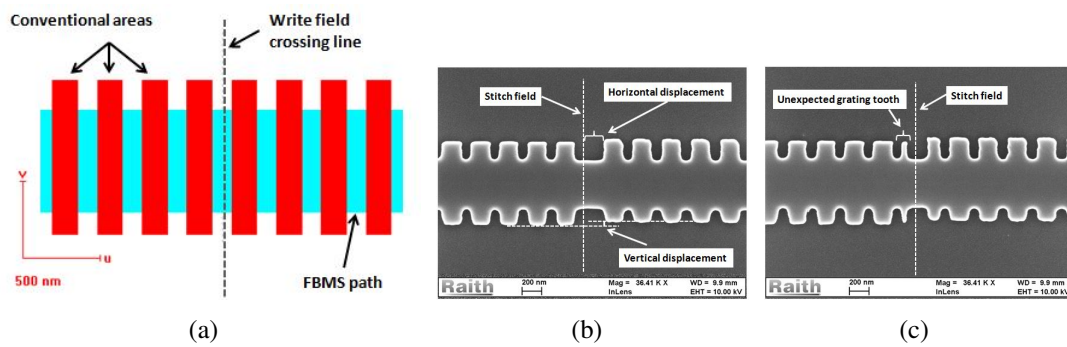 Conventional areas
Write field
crossing line
v
u
500 nm
FBMS path
(a)
Stitch field
Horizontal displacement
Vertical displacement
Raith
200 nm
Mag = 36.41 K X
WD = 9.9 mm
InLens
EHT = 10.00 kV
(b)
Unexpected grating tooth
Stitch field
Raith
200 nm
Mag = 36.41 K X
WD = 9.9 mm
InLens
EHT = 10.00 kV
(c)